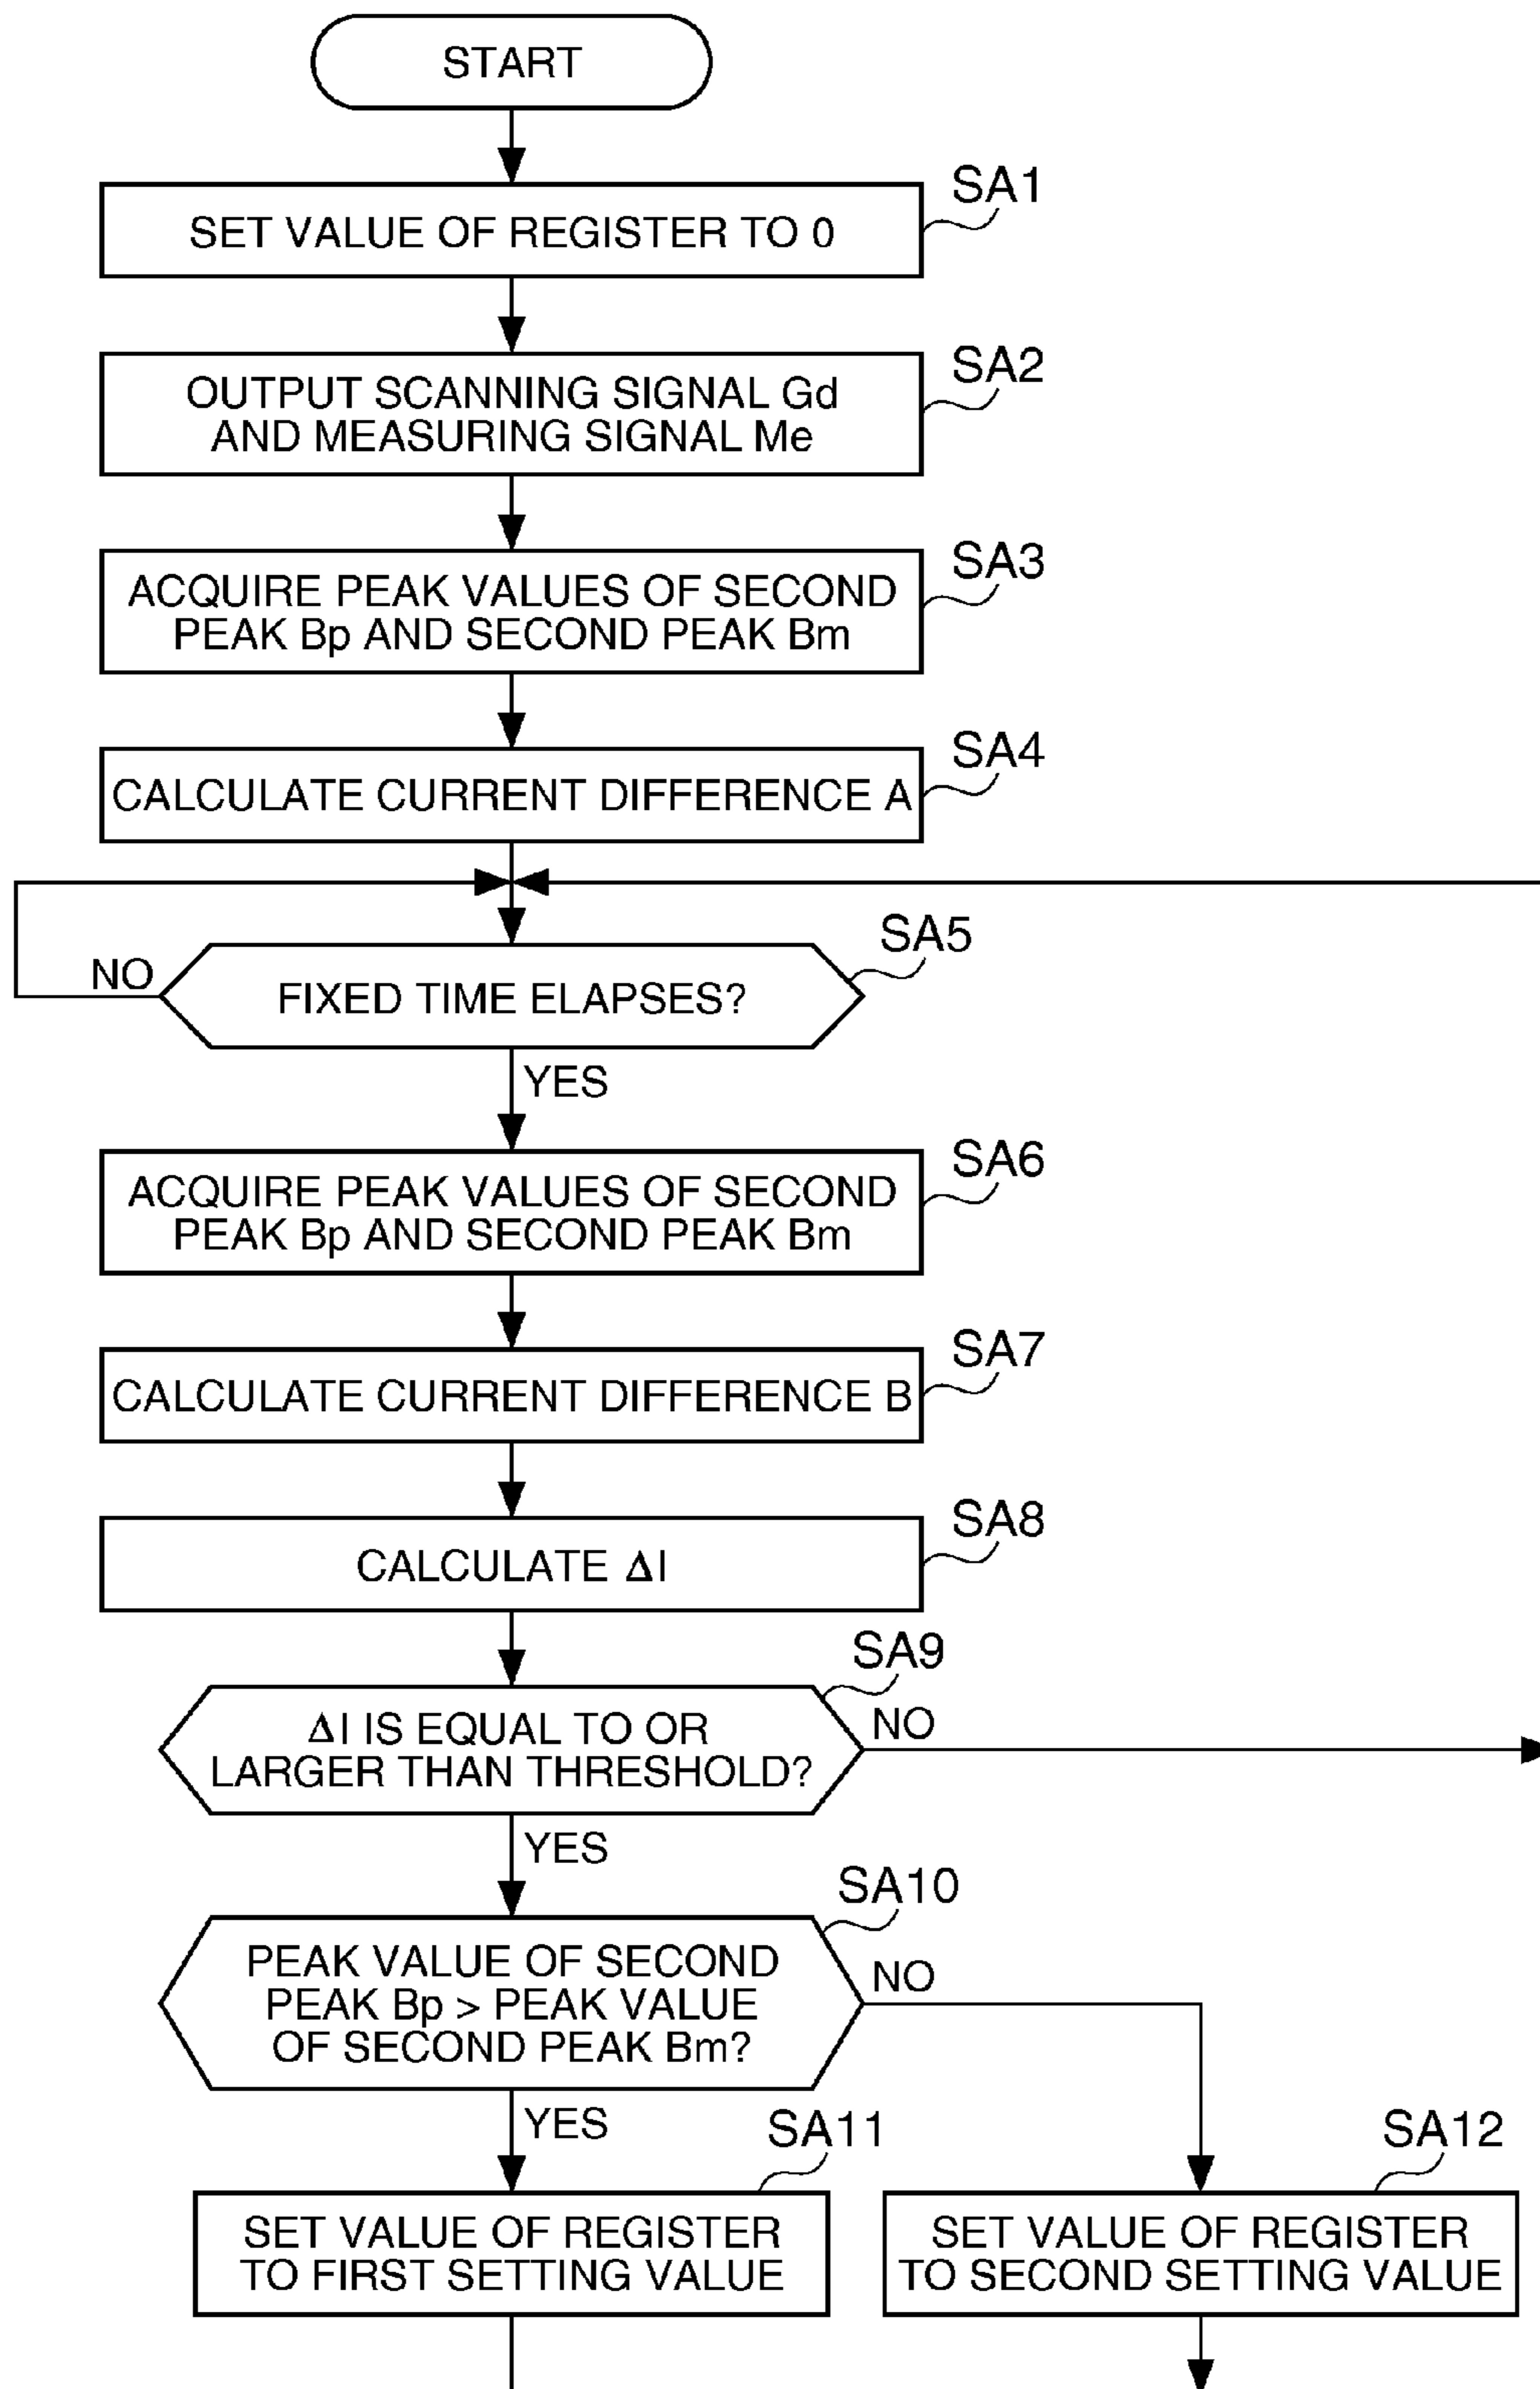 START
SA1
SET VALUE OF REGISTER TO 0
SA2
OUTPUT SCANNING SIGNAL Gd
AND MEASURING SIGNAL Me
SA3
ACQUIRE PEAK VALUES OF SECOND
PEAK Bp AND SECOND PEAK Bm
SA4
CALCULATE CURRENT DIFFERENCE A
SA5
NO
FIXED TIME ELAPSES?
YES
SA6
ACQUIRE PEAK VALUES OF SECOND
PEAK Bp AND SECOND PEAK Bm
SA7
CALCULATE CURRENT DIFFERENCE B
SA8
CALCULATE ΔI
SA9
ΔI IS EQUAL TO OR
LARGER THAN THRESHOLD?
NO
YES
SA10
PEAK VALUE OF SECOND
PEAK Bp > PEAK VALUE
OF SECOND PEAK Bm?
NO
YES
SA11
SET VALUE OF REGISTER
TO FIRST SETTING VALUE
SA12
SET VALUE OF REGISTER
TO SECOND SETTING VALUE